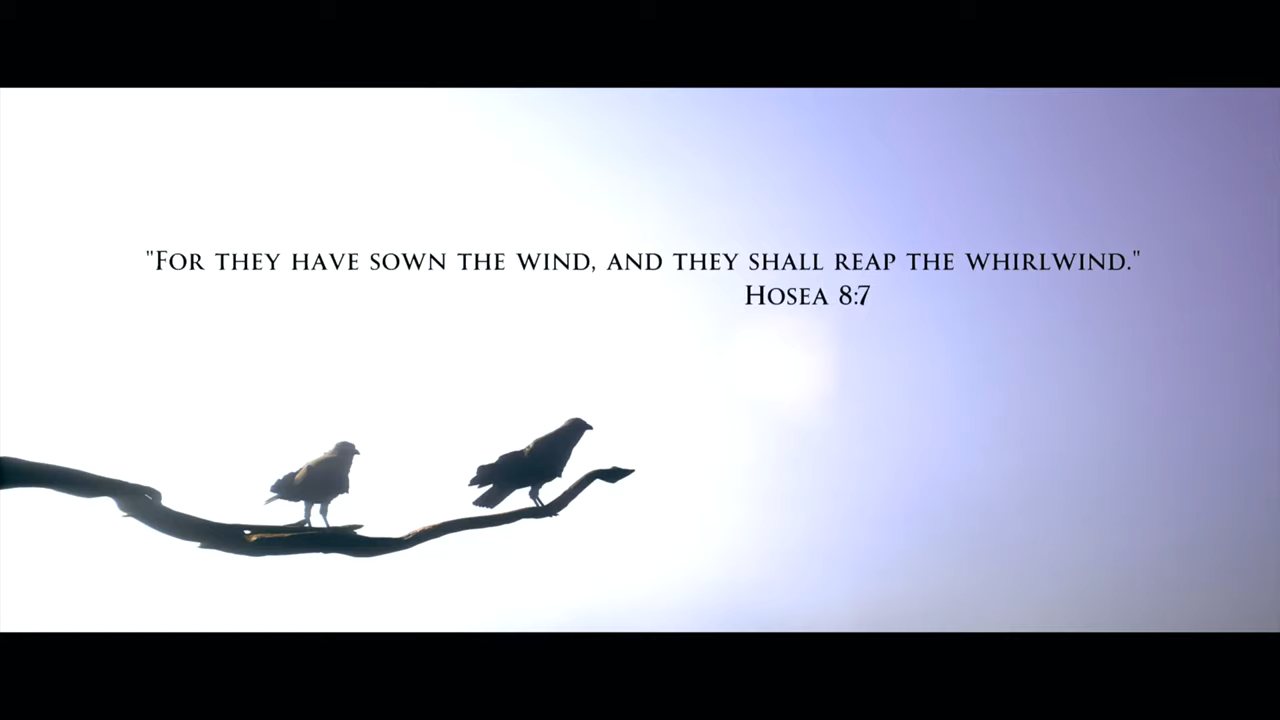 "For they have sown the wind, and they shall reap the whirlwind."
Hosea 8:7